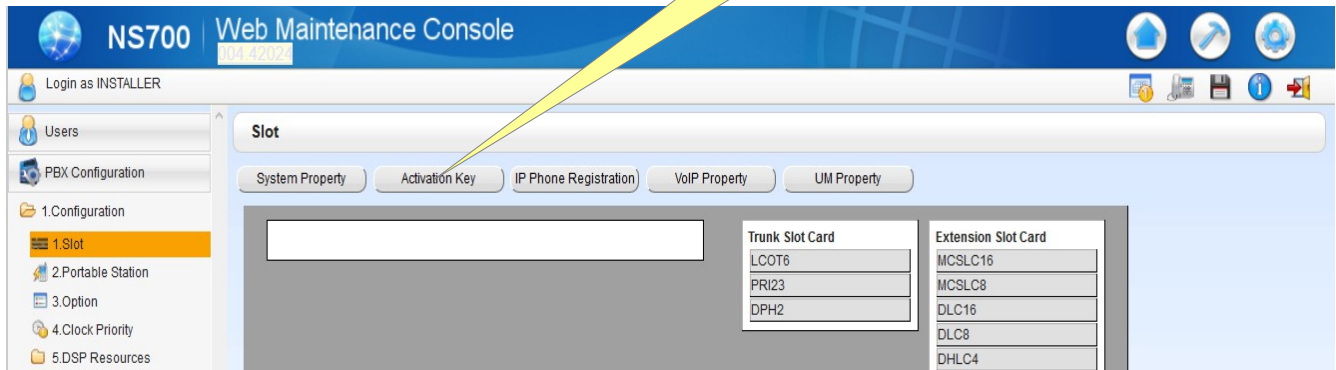 NS700 Web Maintenance Console
004.42024
Login as INSTALLER
Users
PBX Configuration
1.Configuration
1.Slot
2.Portable Station
3.Option
4.Clock Priority
5.DSP Resources
Slot
System Property Activation Key IP Phone Registration VoIP Property UM Property
Trunk Slot Card
LCOT6
PRI23
DPH2
Extension Slot Card
MCSLC16
MCSLC8
DLC16
DLC8
DHLC4